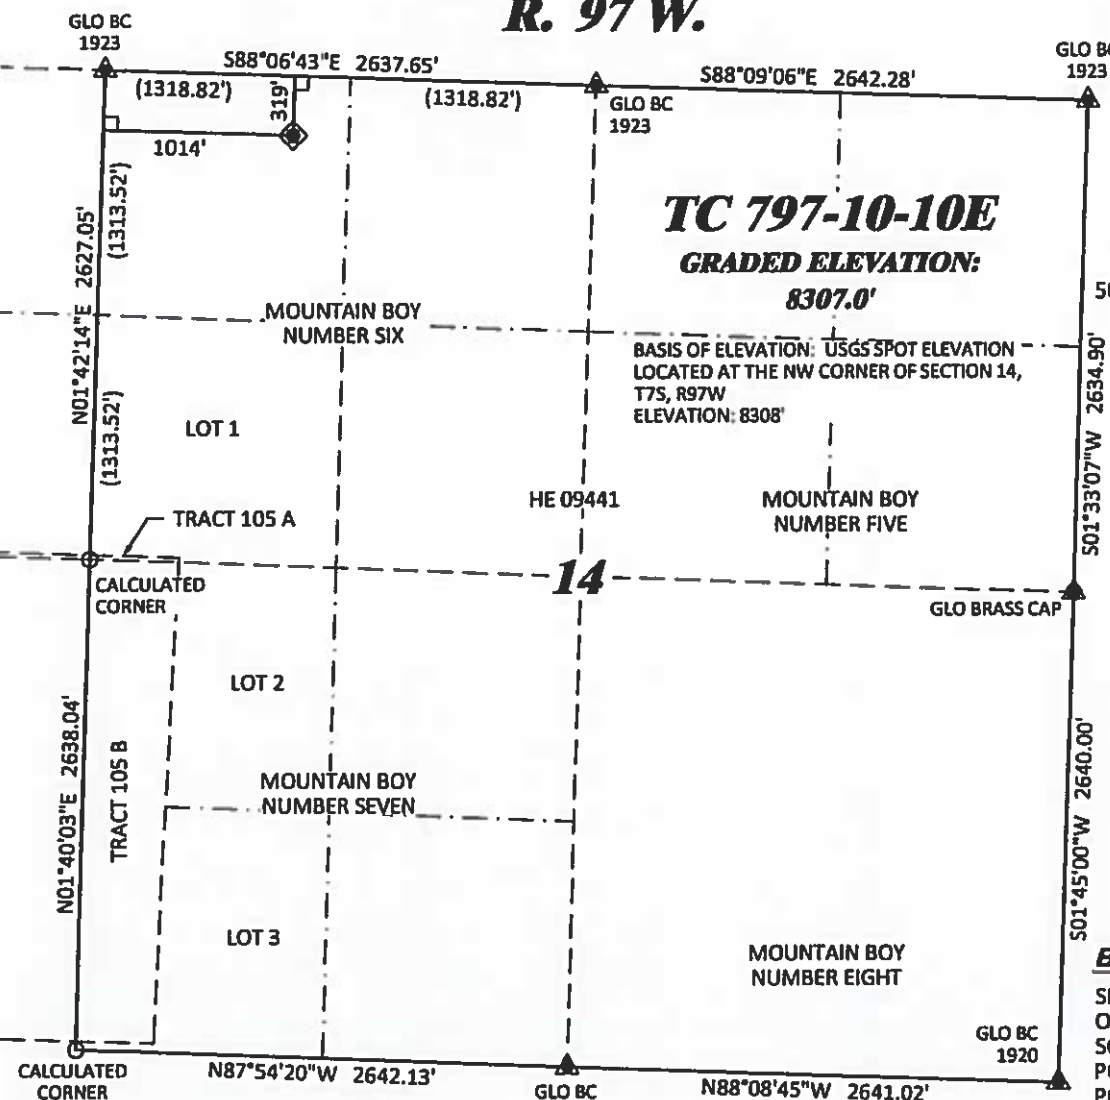 R. 97 W.
GLO BC
1923
S88°06'43"E 2637.65'
(1318.82')
319'
(1318.82')
GLO BC
1923
S88°09'06"E 2642.28'
1923
1014'
(1313.52')
N01°42'14"E 2627.05'
(1313.52')
TC 797-10-10E
GRADED ELEVATION:
8307.0'
MOUNTAIN BOY
NUMBER SIX
BASIS OF ELEVATION: USGS SPOT ELEVATION
LOCATED AT THE NW CORNER OF SECTION 14,
T7S, R97W
ELEVATION: 8308'
S01°33'07"W 2634.90'
LOT 1
HE 09441
MOUNTAIN BOY
NUMBER FIVE
TRACT 105 A
14
CALCULATED
CORNER
GLO BRASS CAP
LOT 2
N01°40'03"E 2638.04'
TRACT 105 B
MOUNTAIN BOY
NUMBER SEVEN
S01°45'00"W 2640.00'
LOT 3
MOUNTAIN BOY
NUMBER EIGHT
GLO BC
1920
CALCULATED
CORNER
N87°54'20"W 2642.13'
GLO BC
N88°08'45"W 2641.02'